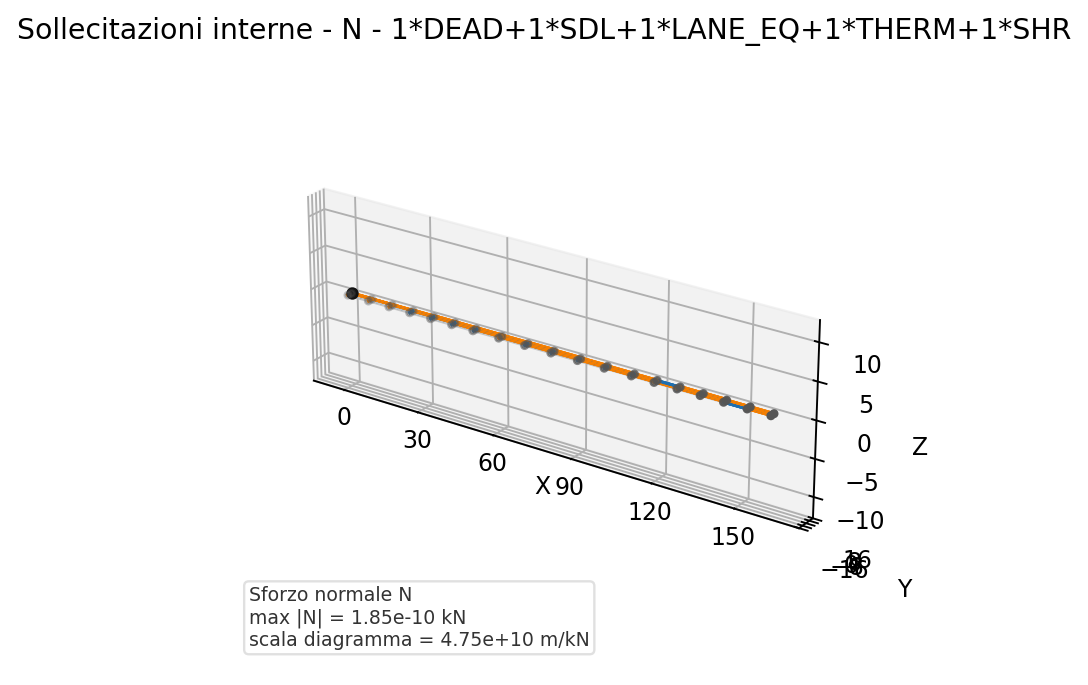 Sollecitazioni interne - N - 1*DEAD+1*SDL+1*LANE_EQ+1*THERM+1*SHR
10
5
0
−5
−10
Z
0
30
60
X
90
120
150
Y
Sforzo normale N
max |N| = 1.85e-10 kN
scala diagramma = 4.75e+10 m/kN